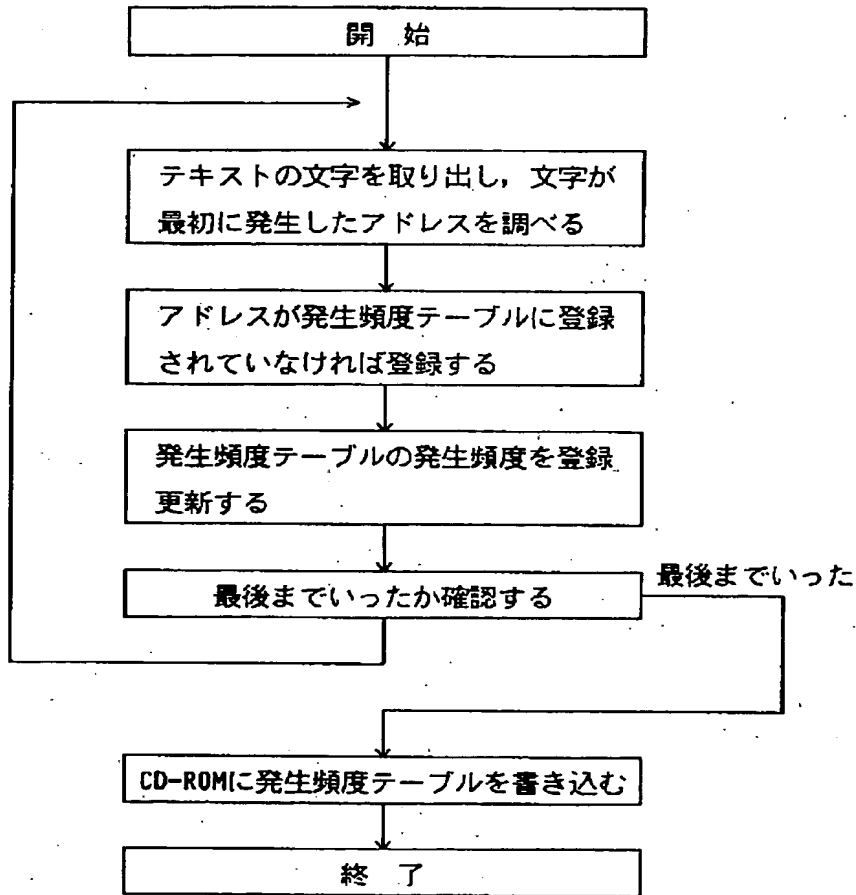 開 始
テキストの文字を取り出し，文字が
最初に発生したアドレスを調べる
アドレスが発生頻度テーブルに登録
されていなければ登録する
発生頻度テーブルの発生頻度を登録
更新する
最後までいったか確認する
最後までいった
CD-ROMに発生頻度テーブルを書き込む
終 了